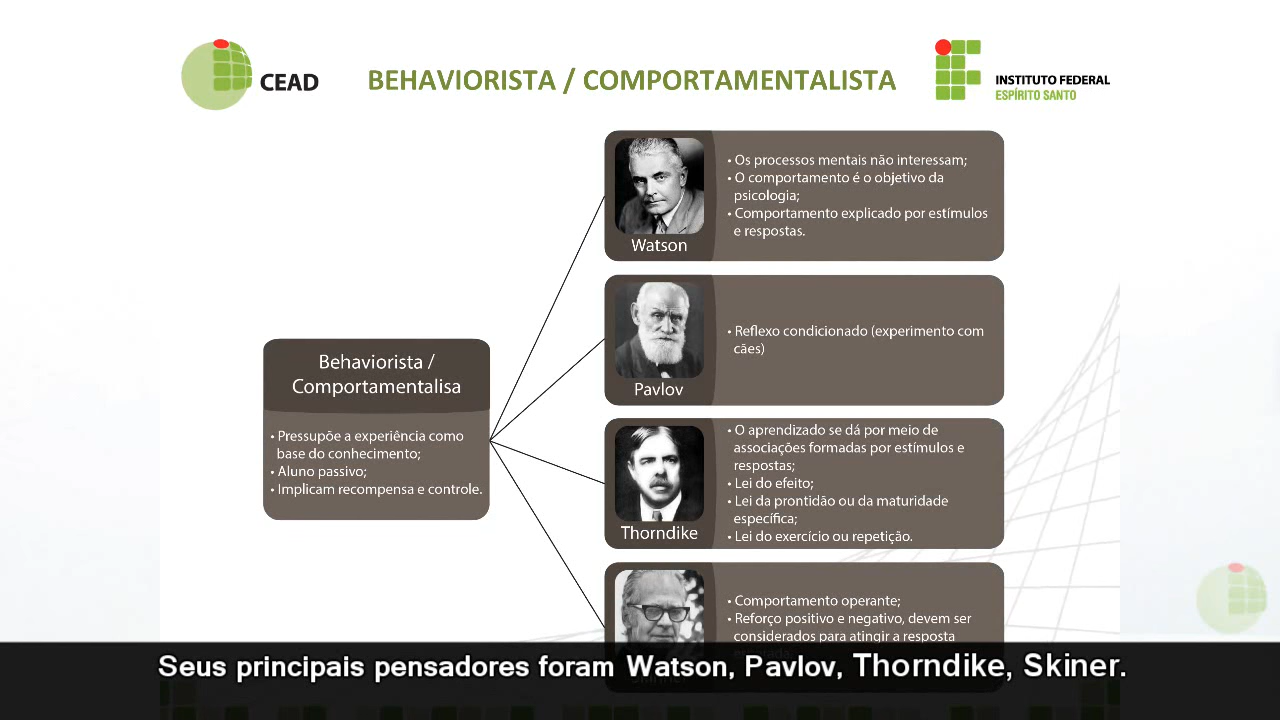 CEAD
BEHAVIORISTA / COMPORTAMENTALISTA
INSTITUTO FEDERAL
ESPÍRITO SANTO
• Os processos mentais não interessam;
• O comportamento é o objetivo da
psicologia;
• Comportamento explicado por estímulos
e respostas.
Watson
• Reflexo condicionado (experimento com
cães)
Pavlov
Behaviorista /
Comportamentalisa
• Pressupõe a experiência como
base do conhecimento;
• Aluno passivo;
• Implicam recompensa e controle.
• O aprendizado se dá por meio de
associações formadas por estímulos e
respostas;
• Lei do efeito;
• Lei da prontidão ou da maturidade
específica;
• Lei do exercício ou repetição.
Thorndike
• Comportamento operante;
• Reforço positivo e negativo, devem ser
considerados para atingir a resposta
Seus principais pensadores foram Watson, Pavlov, Thorndike, Skiner.